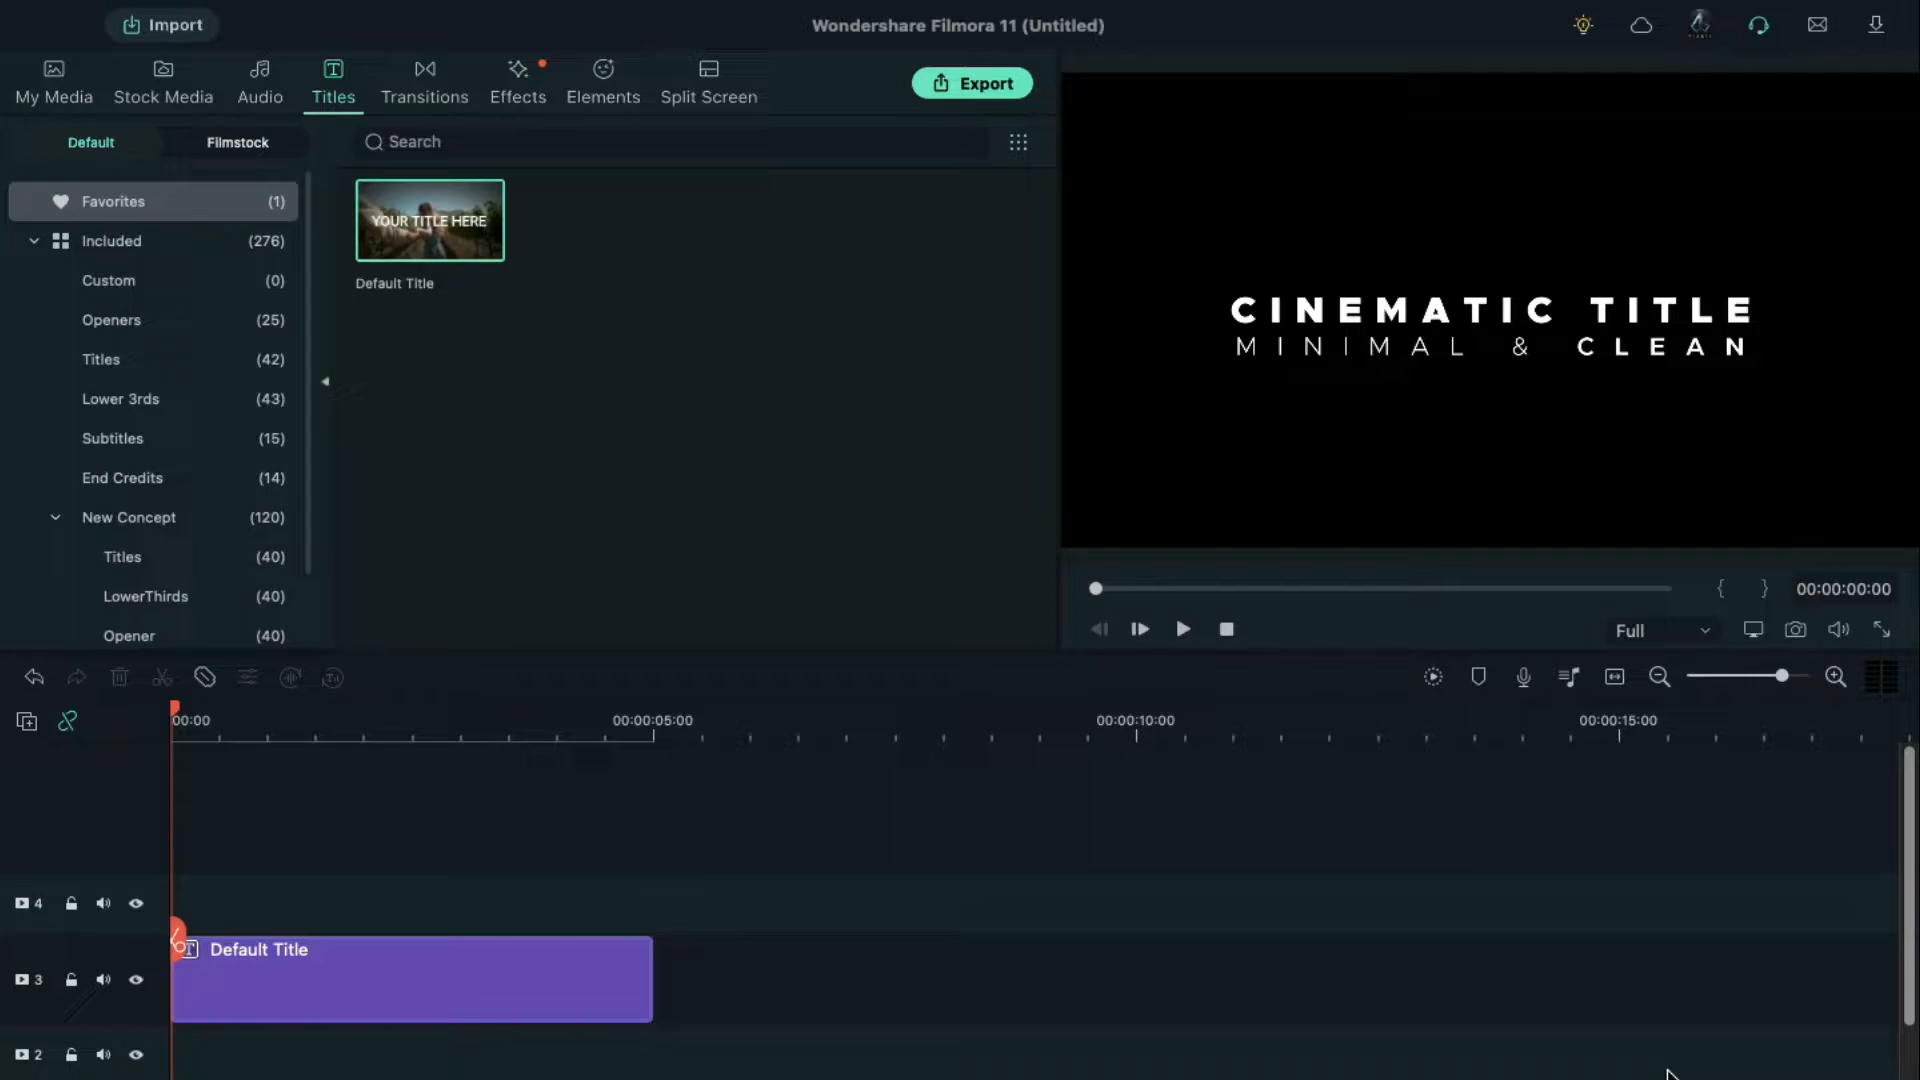 Import
Wondershare Filmora 11 (Untitled)
My Media Stock Media Audio Titles Transitions Effects Elements Split Screen
Export
Default Filmstock
Search
Favorites (1)
Included (276)
Custom (0)
Openers (25)
Titles (42)
Lower 3rds (43)
Subtitles (15)
End Credits (14)
New Concept (120)
Titles (40)
LowerThirds (40)
Opener (40)
YOUR TITLE HERE
Default Title
CINEMATIC TITLE
MINIMAL & CLEAN
00:00:00:00
Full
00:00 00:00:05:00 00:00:10:00 00:00:15:00
4
Default Title
3
2